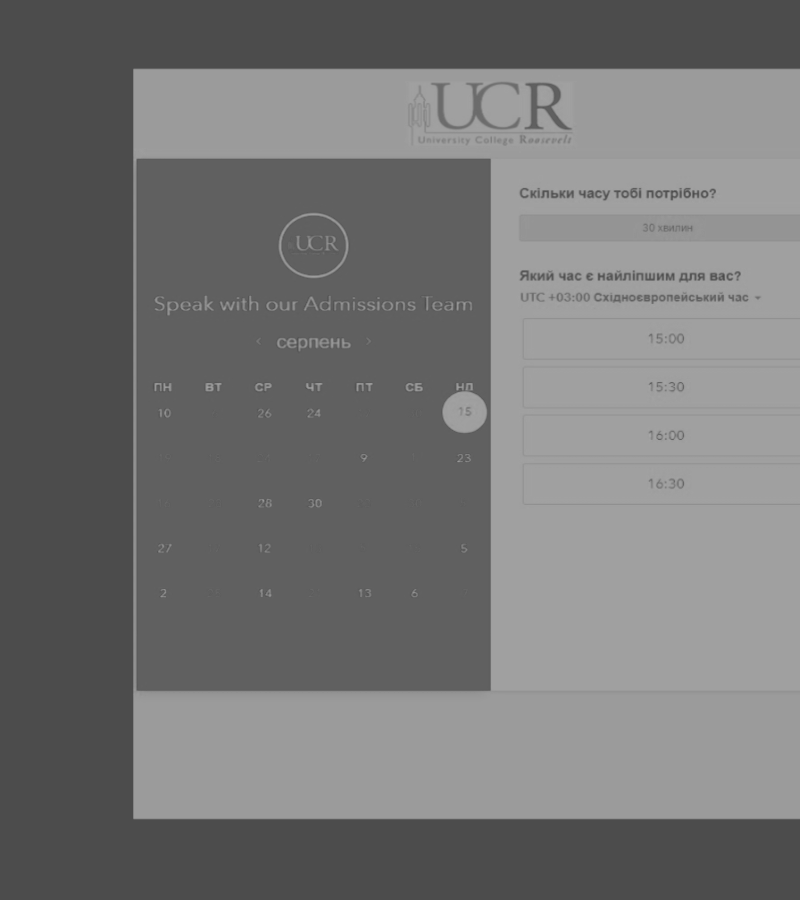 UCR
University College Roosevelt
UCR
Speak with our Admissions Team
‹ серпень ›
ПН ВТ СР ЧТ ПТ СБ НД
10 26 24 15
9 23
28 30
27 12 5
2 14 13 6
Скільки часу тобі потрібно?
30 хвилин
Який час є найліпшим для вас?
UTC +03:00 Східноєвропейський час
15:00
15:30
16:00
16:30